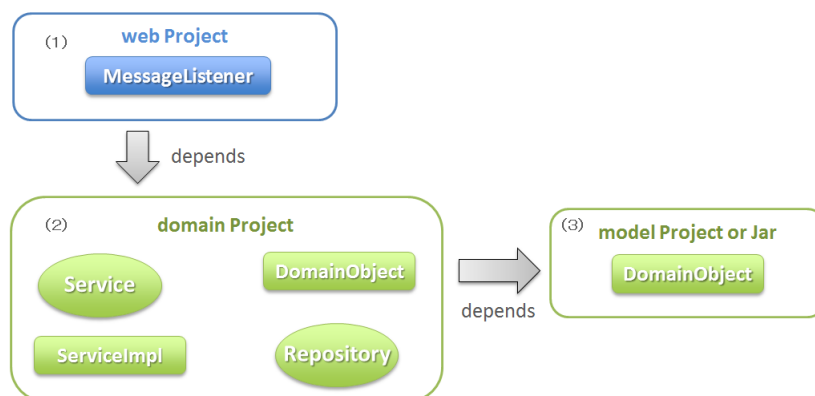 (1)
web Project
MessageListener
depends
(2)
domain Project
Service
DomainObject
ServiceImpl
Repository
depends
(3)
model Project or Jar
DomainObject